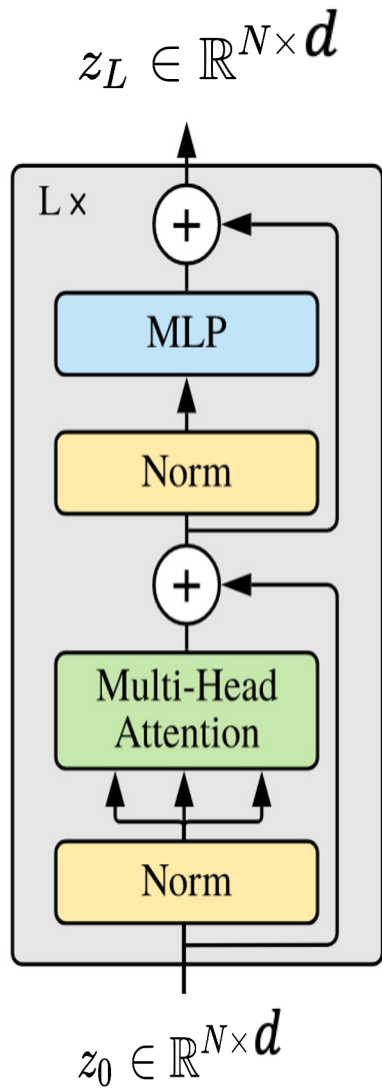 z_L ∈ ℝ^{N×d}
L ×
+
MLP
Norm
+
Multi-Head
Attention
Norm
z_0 ∈ ℝ^{N×d}